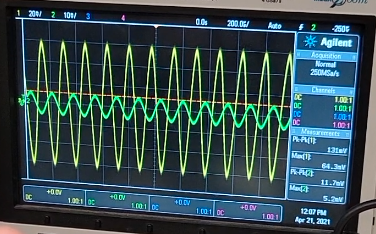 1 20V/ 2 10V/ 3 4 0.0s 200.0s/ Auto 2 -250
Agilent
Acquisition
Normal
250MSa/s
Channels
DC 1.00:1
DC 1.00:1
DC 1.00:1
DC 1.00:1
Measurements
Pk-Pk(1):
131mV
Max(1):
64.3mV
Pk-Pk(2):
11.7mV
Max(2):
5.2mV
+0.0V +0.0V +0.0V +0.0V
DC 1.00:1 DC 1.00:1 DC 1.00:1 DC 1.00:1
12:07 PM
Apr 21, 2021